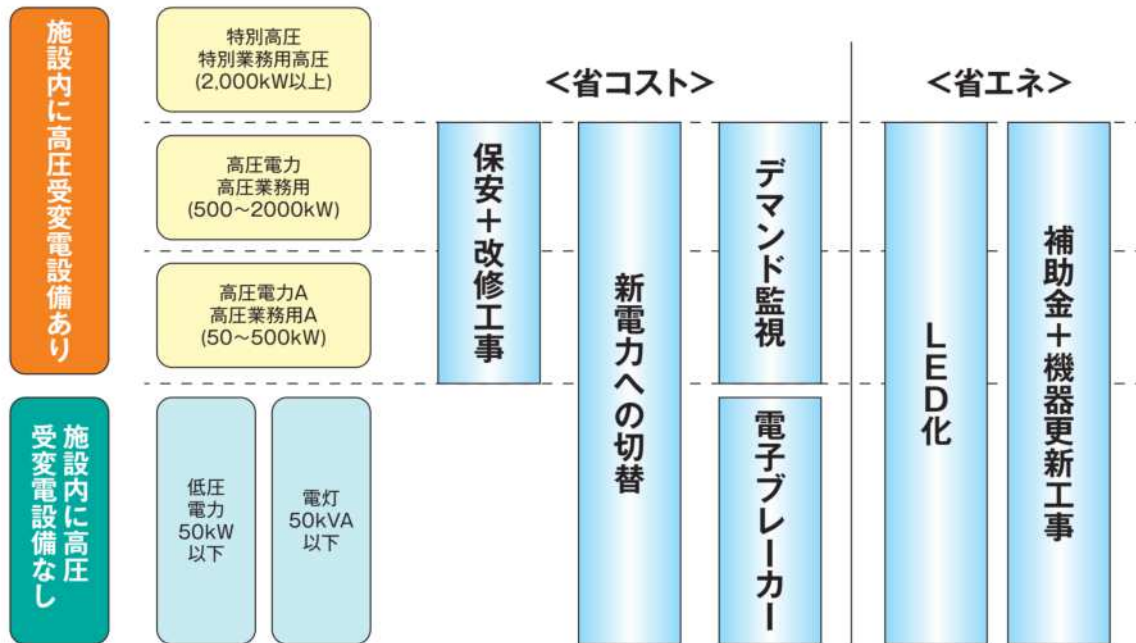 施設内に高圧受変電設備あり
特別高圧
特別業務用高圧
(2,000kW以上)
高圧電力
高圧業務用
(500～2000kW)
高圧電力A
高圧業務用A
(50～500kW)
施設内に高圧
受変電設備なし
低圧
電力
50kW
以下
電灯
50kVA
以下
＜省コスト＞
保安＋改修工事
新電力への切替
デマンド監視
電子ブレーカー
＜省エネ＞
LED化
補助金＋機器更新工事